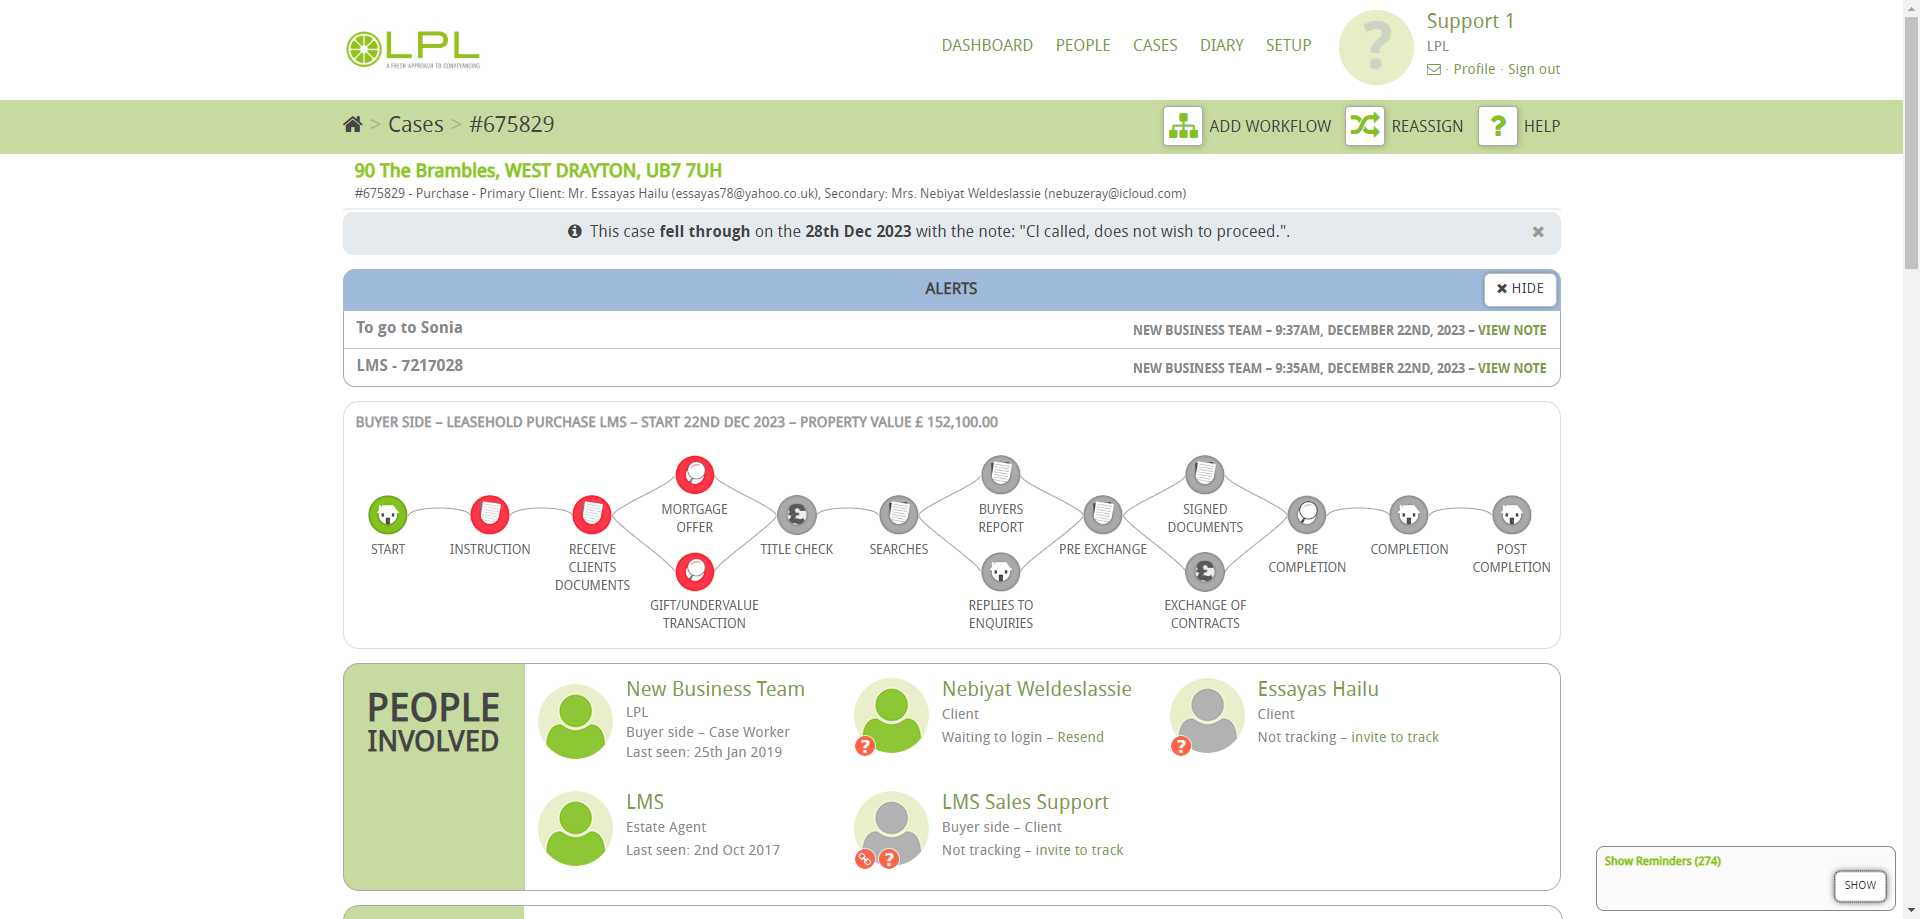 LPL
A FRESH APPROACH TO CONVEYANCING
DASHBOARD PEOPLE CASES DIARY SETUP
Support 1
LPL
· Profile · Sign out
> Cases > #675829
ADD WORKFLOW REASSIGN HELP
90 The Brambles, WEST DRAYTON, UB7 7UH
#675829 - Purchase - Primary Client: Mr. Essayas Hailu (essayas78@yahoo.co.uk), Secondary: Mrs. Nebiyat Weldeslassie (nebuzeray@icloud.com)
This case fell through on the 28th Dec 2023 with the note: "Cl called, does not wish to proceed.".
ALERTS
HIDE
To go to Sonia
NEW BUSINESS TEAM – 9:37AM, DECEMBER 22ND, 2023 – VIEW NOTE
LMS - 7217028
NEW BUSINESS TEAM – 9:35AM, DECEMBER 22ND, 2023 – VIEW NOTE
BUYER SIDE – LEASEHOLD PURCHASE LMS – START 22ND DEC 2023 – PROPERTY VALUE £ 152,100.00
START
INSTRUCTION
RECEIVE
CLIENTS
DOCUMENTS
MORTGAGE
OFFER
GIFT/UNDERVALUE
TRANSACTION
TITLE CHECK
SEARCHES
BUYERS
REPORT
REPLIES TO
ENQUIRIES
PRE EXCHANGE
SIGNED
DOCUMENTS
EXCHANGE OF
CONTRACTS
PRE
COMPLETION
COMPLETION
POST
COMPLETION
PEOPLE
INVOLVED
New Business Team
LPL
Buyer side – Case Worker
Last seen: 25th Jan 2019
Nebiyat Weldeslassie
Client
Waiting to login – Resend
Essayas Hailu
Client
Not tracking – invite to track
LMS
Estate Agent
Last seen: 2nd Oct 2017
LMS Sales Support
Buyer side – Client
Not tracking – invite to track
Show Reminders (274)
SHOW